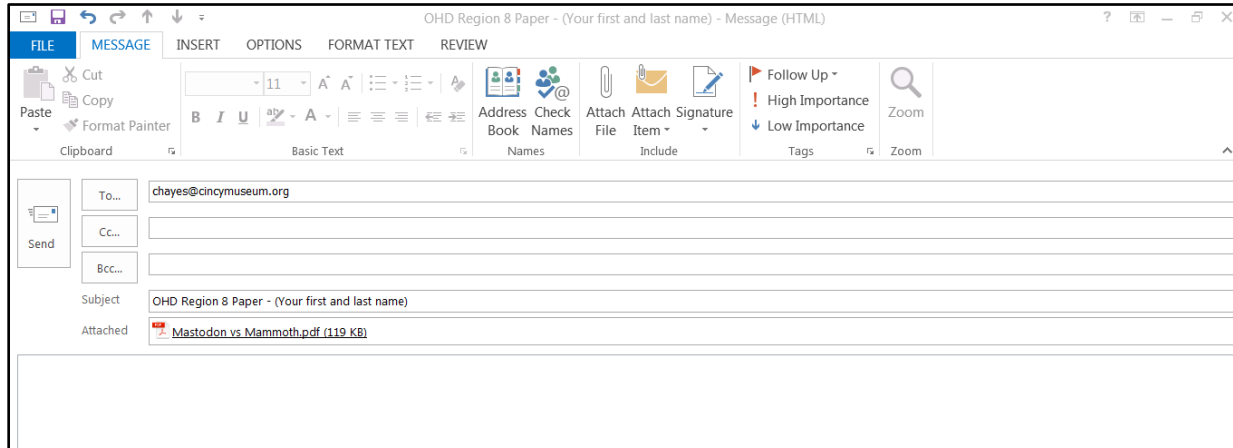 OHD Region 8 Paper - (Your first and last name) - Message (HTML)
FILE MESSAGE INSERT OPTIONS FORMAT TEXT REVIEW
Paste
Cut
Copy
Format Painter
Clipboard
11
A A
B I U aby A
Basic Text
Address Book
Check Names
Names
Attach File
Attach Item
Signature
Include
Follow Up
! High Importance
Low Importance
Tags
Zoom
Zoom
Send
To... chayes@cincymuseum.org
Cc...
Bcc...
Subject OHD Region 8 Paper - (Your first and last name)
Attached Mastodon vs Mammoth.pdf (119 KB)